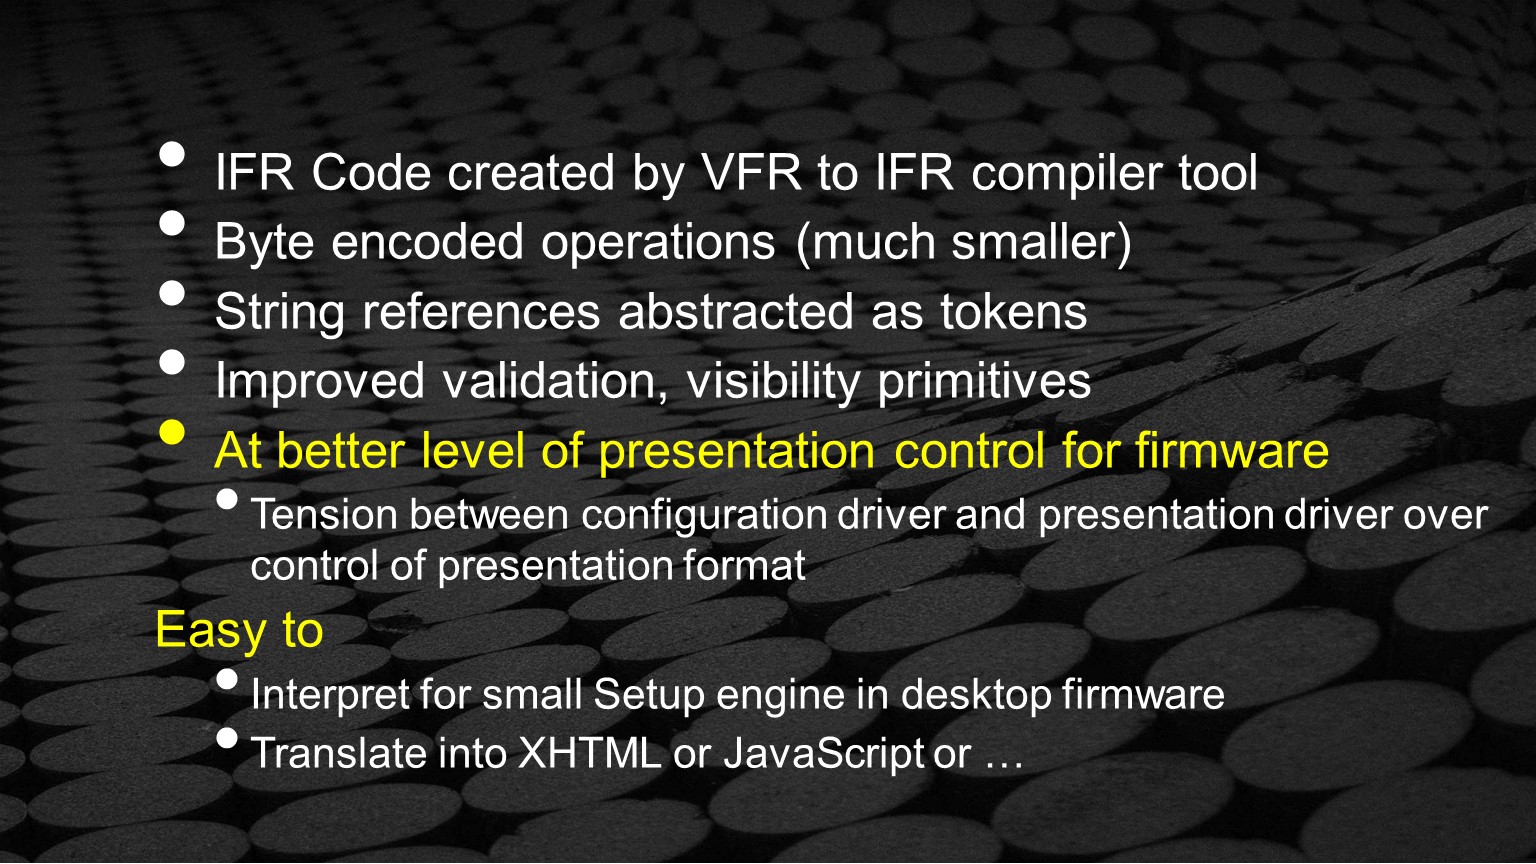 • IFR Code created by VFR to IFR compiler tool
• Byte encoded operations (much smaller)
• String references abstracted as tokens
• Improved validation, visibility primitives
• At better level of presentation control for firmware
• Tension between configuration driver and presentation driver over
control of presentation format
Easy to
• Interpret for small Setup engine in desktop firmware
• Translate into XHTML or JavaScript or …